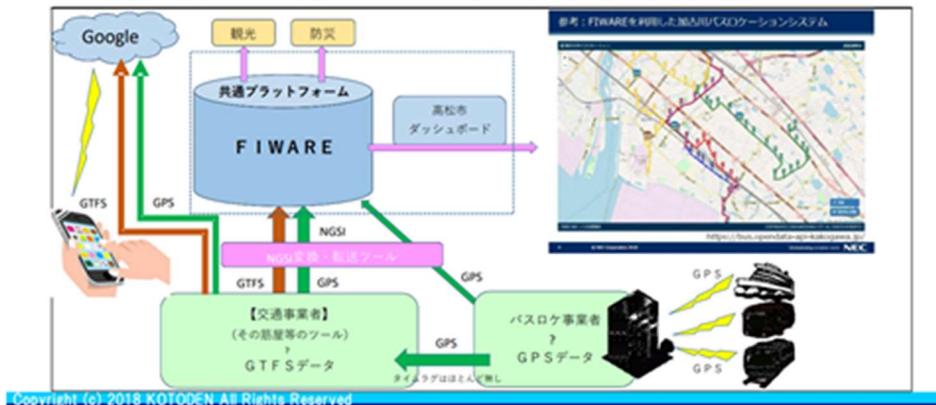 Google
観光
防災
共通プラットフォーム
FIWARE
高松市
ダッシュボード
参考:FIWAREを利用した加古川バスロケーションシステム
https://bus.opendata-api-kakogawa.jp/
NEC
GTFS
GPS
NGSI
NGSI変換・転送ツール
GTFS
GPS
GPS
【交通事業者】
(その筋屋等のツール)
?
GTFSデータ
GPS
タイムラグはほとんど無し
バスロケ事業者
?
GPSデータ
GPS
GPS
Copyright (c) 2018 KOTODEN All Rights Reserved